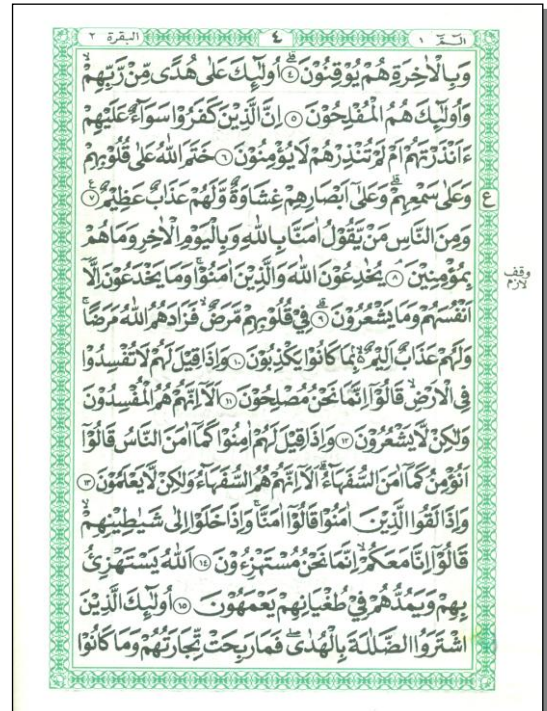 الٓمّٓ ١ ٤ البقرة ٢
وَبِالْاٰخِرَةِ هُمْ يُوْقِنُوْنَ ۞ؕ ٤ اُولٰٓئِكَ عَلٰى هُدًى مِّنْ رَّبِّهِمْ ۙ
وَاُولٰٓئِكَ هُمُ الْمُفْلِحُوْنَ ٥ اِنَّ الَّذِيْنَ كَفَرُوْا سَوَآءٌ عَلَيْهِمْ
ءَاَنْذَرْتَهُمْ اَمْ لَمْ تُنْذِرْهُمْ لَا يُؤْمِنُوْنَ ٦ خَتَمَ اللّٰهُ عَلٰى قُلُوْبِهِمْ
وَعَلٰى سَمْعِهِمْ ؕ وَعَلٰٓى اَبْصَارِهِمْ غِشَاوَةٌ وَّلَهُمْ عَذَابٌ عَظِيْمٌ ٧
ع
وَمِنَ النَّاسِ مَنْ يَّقُوْلُ اٰمَنَّا بِاللّٰهِ وَبِالْيَوْمِ الْاٰخِرِ وَمَا هُمْ
بِمُؤْمِنِيْنَ ۘ ٨ يُخٰدِعُوْنَ اللّٰهَ وَالَّذِيْنَ اٰمَنُوْا ۚ وَمَا يَخْدَعُوْنَ اِلَّآ
وقف
لازم
اَنْفُسَهُمْ وَمَا يَشْعُرُوْنَ ؕ ٩ فِيْ قُلُوْبِهِمْ مَّرَضٌ ۙ فَزَادَهُمُ اللّٰهُ مَرَضًا ۚ
وَلَهُمْ عَذَابٌ اَلِيْمٌ ۢ ۙ بِمَا كَانُوْا يَكْذِبُوْنَ ١٠ وَاِذَا قِيْلَ لَهُمْ لَا تُفْسِدُوْا
فِى الْاَرْضِ ۙ قَالُوْٓا اِنَّمَا نَحْنُ مُصْلِحُوْنَ ١١ اَلَآ اِنَّهُمْ هُمُ الْمُفْسِدُوْنَ
وَلٰكِنْ لَّا يَشْعُرُوْنَ ١٢ وَاِذَا قِيْلَ لَهُمْ اٰمِنُوْا كَمَآ اٰمَنَ النَّاسُ قَالُوْٓا
اَنُؤْمِنُ كَمَآ اٰمَنَ السُّفَهَآءُ ؕ اَلَآ اِنَّهُمْ هُمُ السُّفَهَآءُ وَلٰكِنْ لَّا يَعْلَمُوْنَ ١٣
وَاِذَا لَقُوا الَّذِيْنَ اٰمَنُوْا قَالُوْٓا اٰمَنَّا ۚ وَاِذَا خَلَوْا اِلٰى شَيٰطِيْنِهِمْ ۙ
قَالُوْٓا اِنَّا مَعَكُمْ ۙ اِنَّمَا نَحْنُ مُسْتَهْزِءُوْنَ ١٤ اَللّٰهُ يَسْتَهْزِئُ
بِهِمْ وَيَمُدُّهُمْ فِيْ طُغْيَانِهِمْ يَعْمَهُوْنَ ١٥ اُولٰٓئِكَ الَّذِيْنَ
اشْتَرَوُا الضَّلٰلَةَ بِالْهُدٰى ۖ فَمَا رَبِحَتْ تِّجَارَتُهُمْ وَمَا كَانُوْا